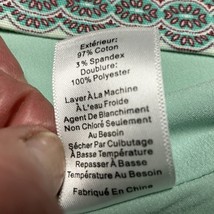 Extérieur:
97% Coton
3% Spandex
Doublure:
100% Polyester
Layer À La Machine
À L'eau Froide
Agent De Blanchiment
Non Chloré Seulement
Au Besoin
Sécher Par Culbutage
À Basse Température
Repasser À Basse
Température Au Besoin
Fabriqué En Chine